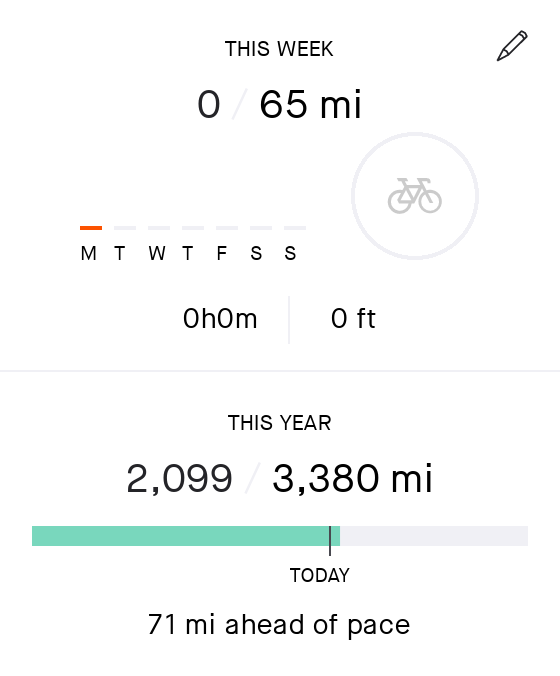 THIS WEEK
0 / 65 mi
M T W T F S S
0h0m 0 ft
THIS YEAR
2,099 / 3,380 mi
TODAY
71 mi ahead of pace